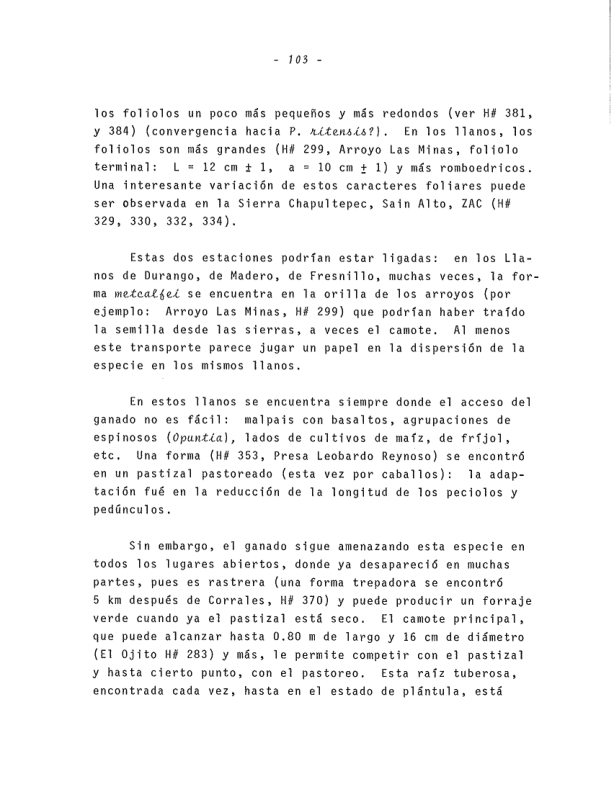 - 103 -
los foliolos un poco más pequeños y más redondos (ver H# 381,
y 384) (convergencia hacia P. ritensis?). En los llanos, los
foliolos son más grandes (H# 299, Arroyo Las Minas, foliolo
terminal: L = 12 cm ± 1, a = 10 cm ± 1) y más romboedricos.
Una interesante variación de estos caracteres foliares puede
ser observada en la Sierra Chapultepec, Sain Alto, ZAC (H#
329, 330, 332, 334).
Estas dos estaciones podrían estar ligadas: en los Lla-
nos de Durango, de Madero, de Fresnillo, muchas veces, la for-
ma metcalfei se encuentra en la orilla de los arroyos (por
ejemplo: Arroyo Las Minas, H# 299) que podrían haber traído
la semilla desde las sierras, a veces el camote. Al menos
este transporte parece jugar un papel en la dispersión de la
especie en los mismos llanos.
En estos llanos se encuentra siempre donde el acceso del
ganado no es fácil: malpais con basaltos, agrupaciones de
espinosos (Opuntia), lados de cultivos de maíz, de fríjol,
etc. Una forma (H# 353, Presa Leobardo Reynoso) se encontró
en un pastizal pastoreado (esta vez por caballos): la adap-
tación fué en la reducción de la longitud de los peciolos y
pedúnculos.
Sin embargo, el ganado sigue amenazando esta especie en
todos los lugares abiertos, donde ya desapareció en muchas
partes, pues es rastrera (una forma trepadora se encontró
5 km después de Corrales, H# 370) y puede producir un forraje
verde cuando ya el pastizal está seco. El camote principal,
que puede alcanzar hasta 0.80 m de largo y 16 cm de diámetro
(El Ojito H# 283) y más, le permite competir con el pastizal
y hasta cierto punto, con el pastoreo. Esta raíz tuberosa,
encontrada cada vez, hasta en el estado de plántula, está